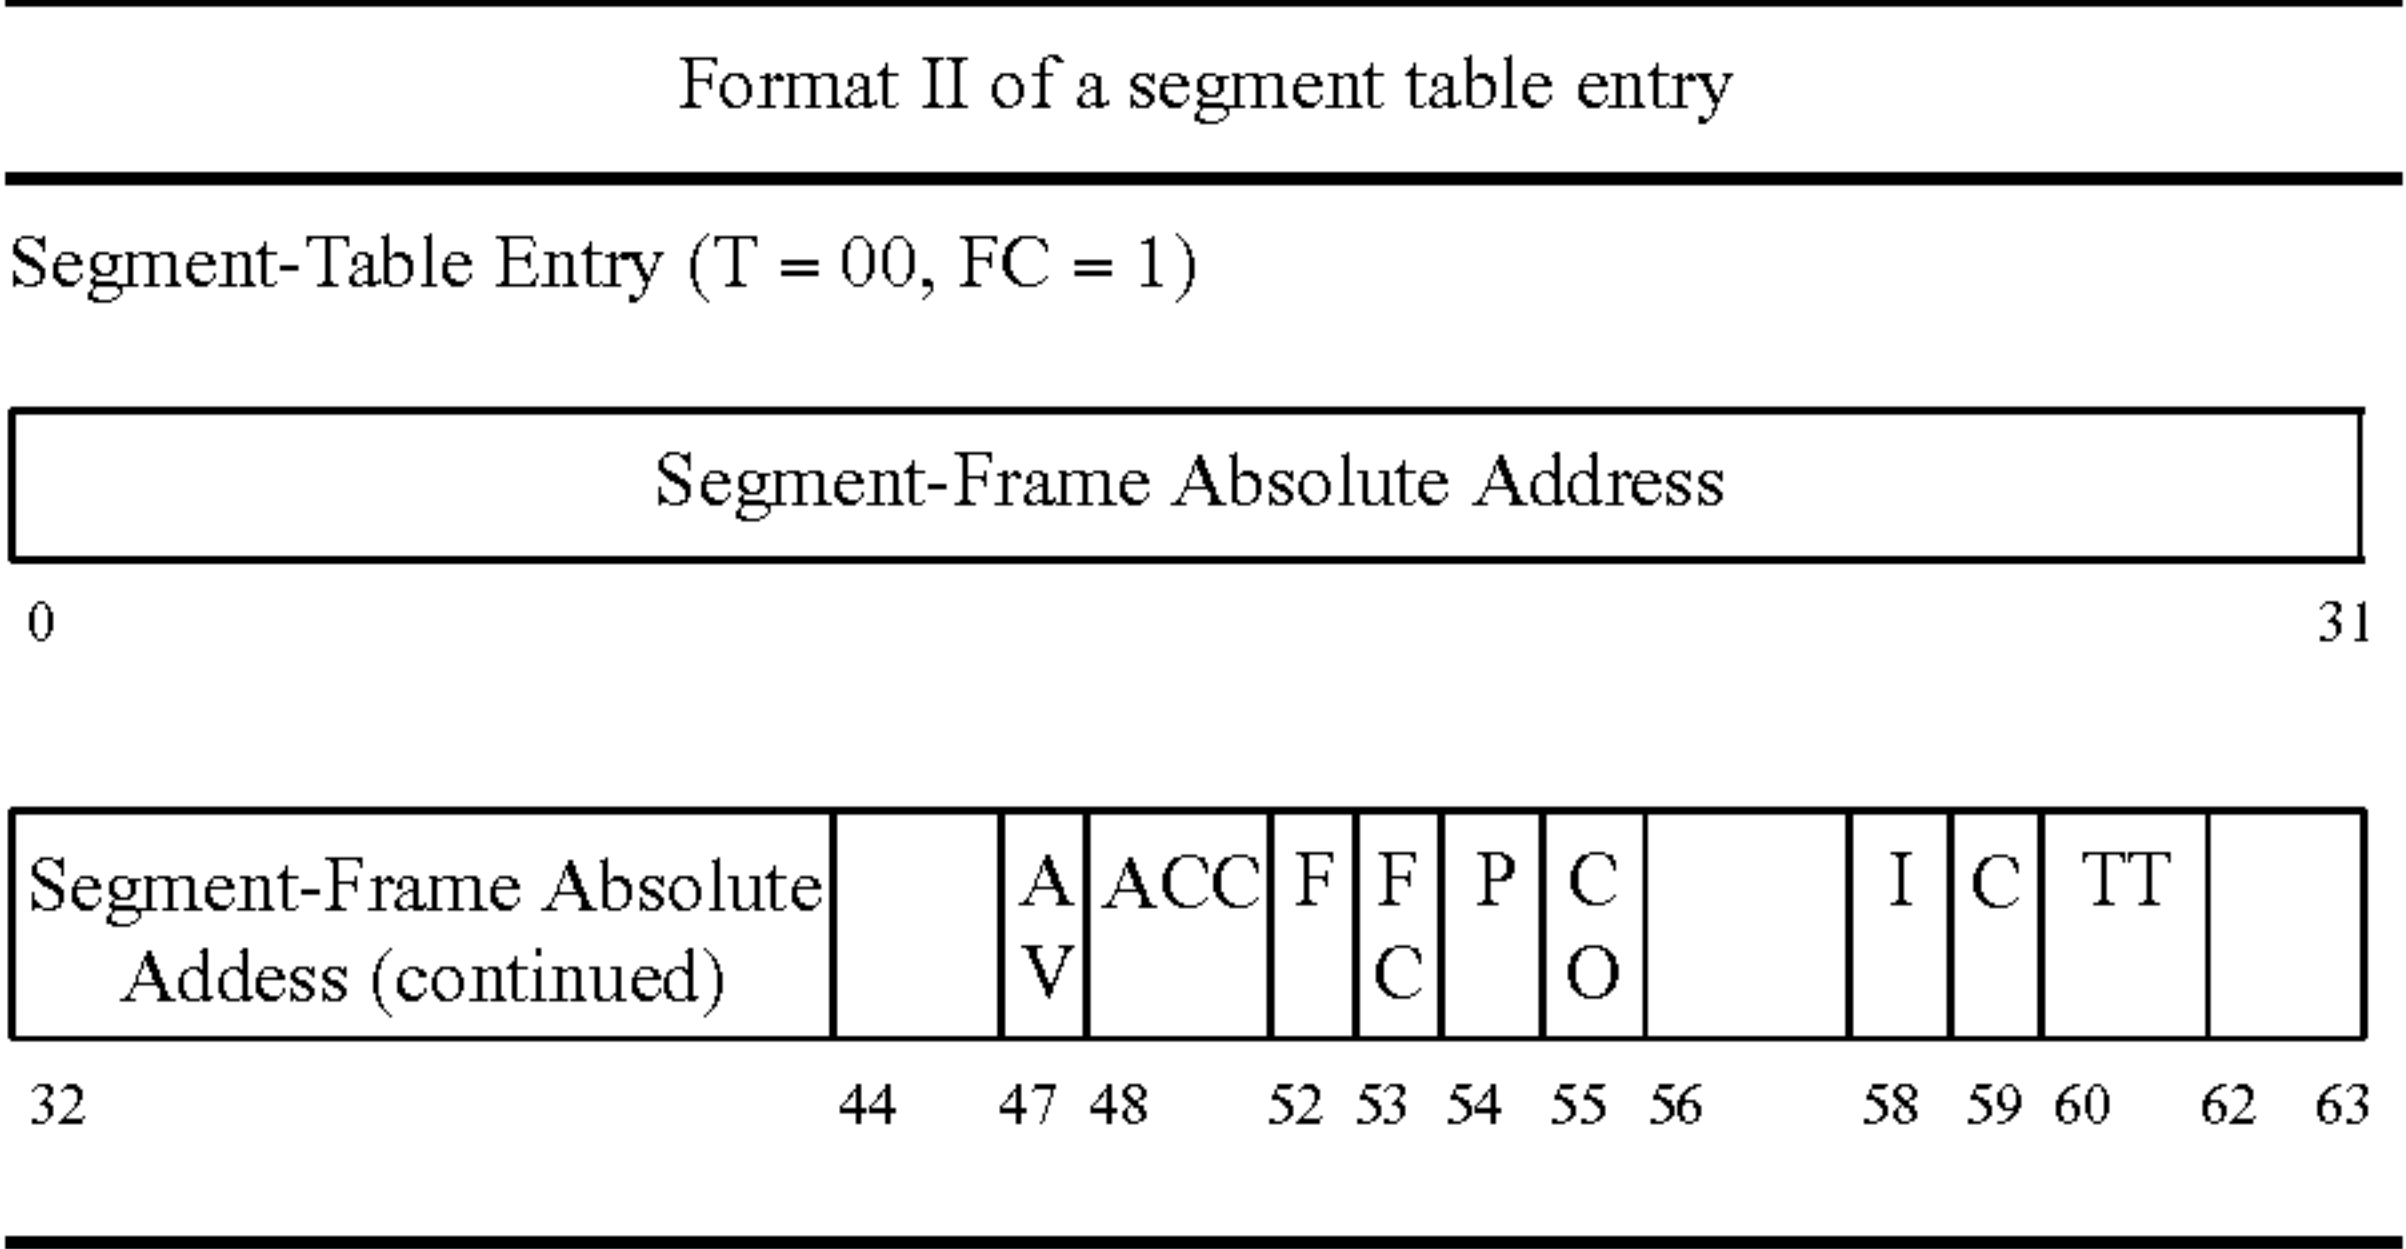 Format II of a segment table entry
Segment-Table Entry (T = 00, FC = 1)
Segment-Frame Absolute Address
0 31
Segment-Frame Absolute
Addess (continued)
A
V
ACC
F
F
C
P
C
O
I
C
TT
32 44 47 48 52 53 54 55 56 58 59 60 62 63